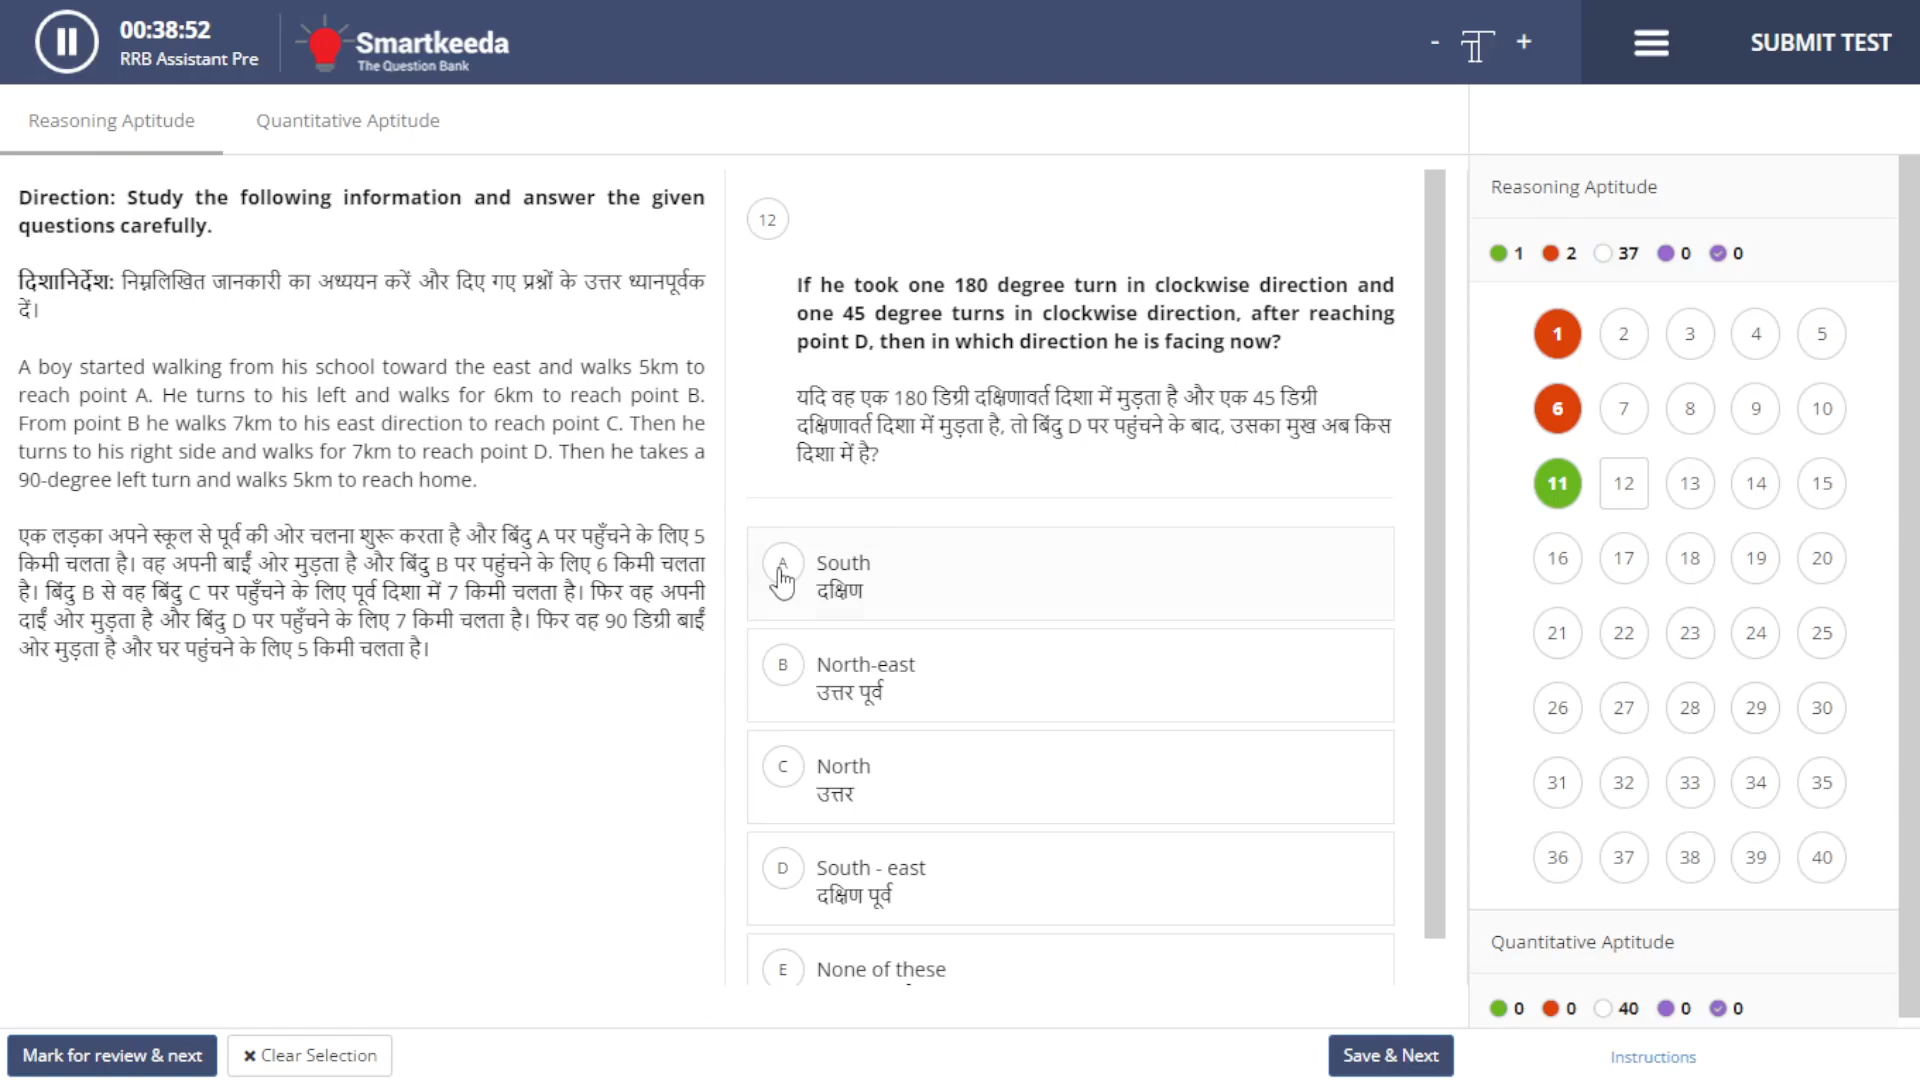 00:38:52
RRB Assistant Pre
Smartkeeda
The Question Bank
- T +
SUBMIT TEST
Reasoning Aptitude
Quantitative Aptitude
Direction: Study the following information and answer the given
questions carefully.
दिशानिर्देश: निम्नलिखित जानकारी का अध्ययन करें और दिए गए प्रश्नों के उत्तर ध्यानपूर्वक
दें।
A boy started walking from his school toward the east and walks 5km to
reach point A. He turns to his left and walks for 6km to reach point B.
From point B he walks 7km to his east direction to reach point C. Then he
turns to his right side and walks for 7km to reach point D. Then he takes a
90-degree left turn and walks 5km to reach home.
एक लड़का अपने स्कूल से पूर्व की ओर चलना शुरू करता है और बिंदु A पर पहुँचने के लिए 5
किमी चलता है। वह अपनी बाईं ओर मुड़ता है और बिंदु B पर पहुंचने के लिए 6 किमी चलता
है। बिंदु B से वह बिंदु C पर पहुँचने के लिए पूर्व दिशा में 7 किमी चलता है। फिर वह अपनी
दाईं ओर मुड़ता है और बिंदु D पर पहुँचने के लिए 7 किमी चलता है। फिर वह 90 डिग्री बाईं
ओर मुड़ता है और घर पहुंचने के लिए 5 किमी चलता है।
12
If he took one 180 degree turn in clockwise direction and
one 45 degree turns in clockwise direction, after reaching
point D, then in which direction he is facing now?
यदि वह एक 180 डिग्री दक्षिणावर्त दिशा में मुड़ता है और एक 45 डिग्री
दक्षिणावर्त दिशा में मुड़ता है, तो बिंदु D पर पहुंचने के बाद, उसका मुख अब किस
दिशा में है?
A South
दक्षिण
B North-east
उत्तर पूर्व
C North
उत्तर
D South - east
दक्षिण पूर्व
E None of these
Reasoning Aptitude
1 2 37 0 0
1 2 3 4 5
6 7 8 9 10
11 12 13 14 15
16 17 18 19 20
21 22 23 24 25
26 27 28 29 30
31 32 33 34 35
36 37 38 39 40
Quantitative Aptitude
0 0 40 0 0
Mark for review & next
Clear Selection
Save & Next
Instructions